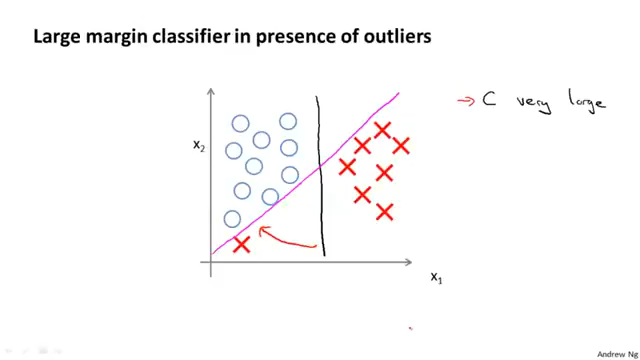 Large margin classifier in presence of outliers
→ C very large
x2
x1
Andrew Ng